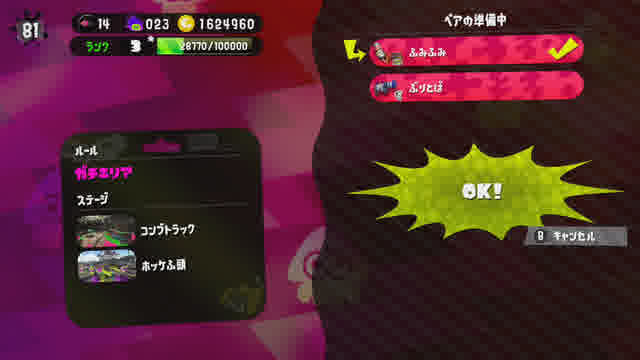 81
14
023
1624960
ランク
3
28770/100000
ペアの準備中
ふみふみ
ぷりとば
ルール
ガチホコリア
ステージ
コンブトラック
ホッケふ頭
OK!
B キャンセル